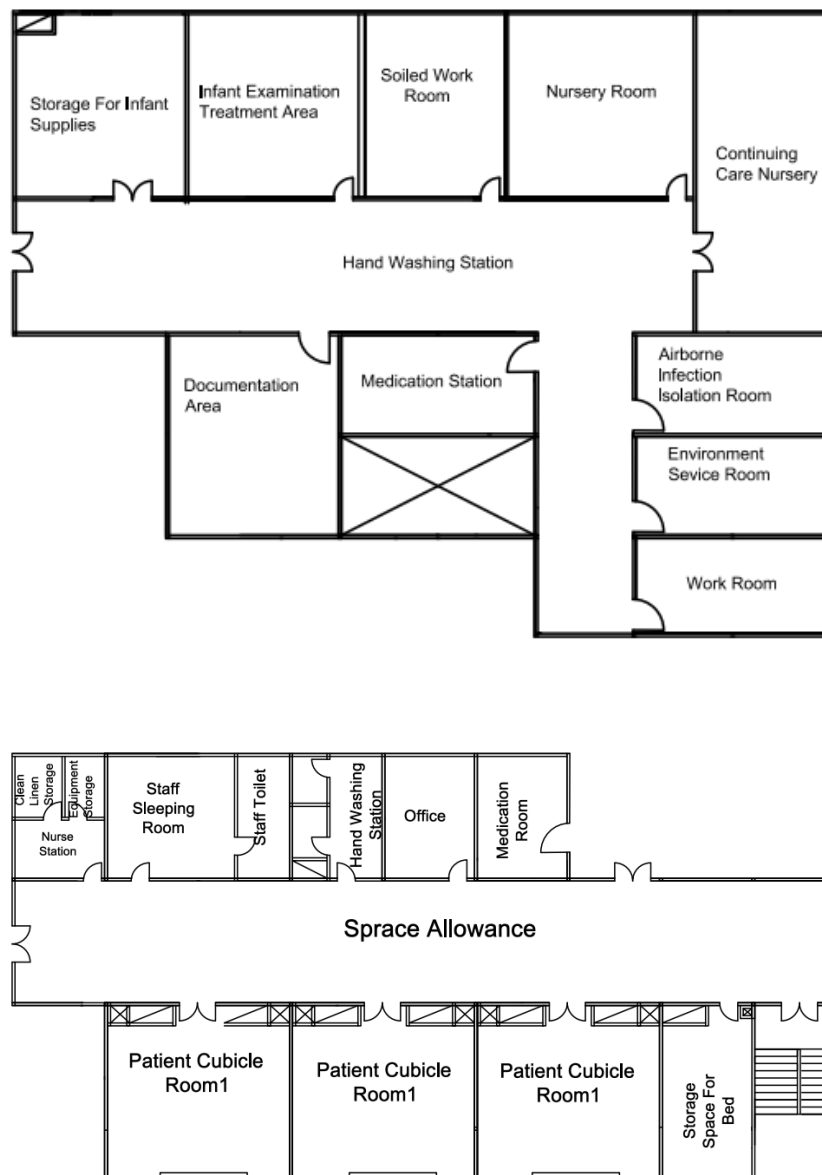 Storage For Infant
Supplies
Infant Examination
Treatment Area
Soiled Work
Room
Nursery Room
Continuing
Care Nursery
Hand Washing Station
Documentation
Area
Medication Station
Airborne
Infection
Isolation Room
Environment
Sevice Room
Work Room
Clean
Linen
Storage
Equipment
Storage
Nurse
Station
Staff
Sleeping
Room
Staff Toilet
Hand Washing
Station
Office
Medication
Room
Sprace Allowance
Patient Cubicle
Room1
Patient Cubicle
Room1
Patient Cubicle
Room1
Storage
Space For
Bed